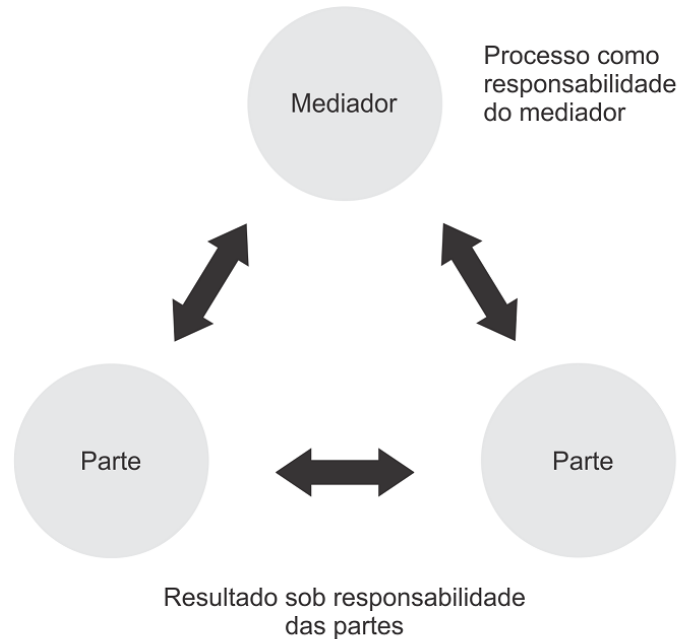 Mediador
Processo como
responsabilidade
do mediador
Parte
Parte
Resultado sob responsabilidade
das partes